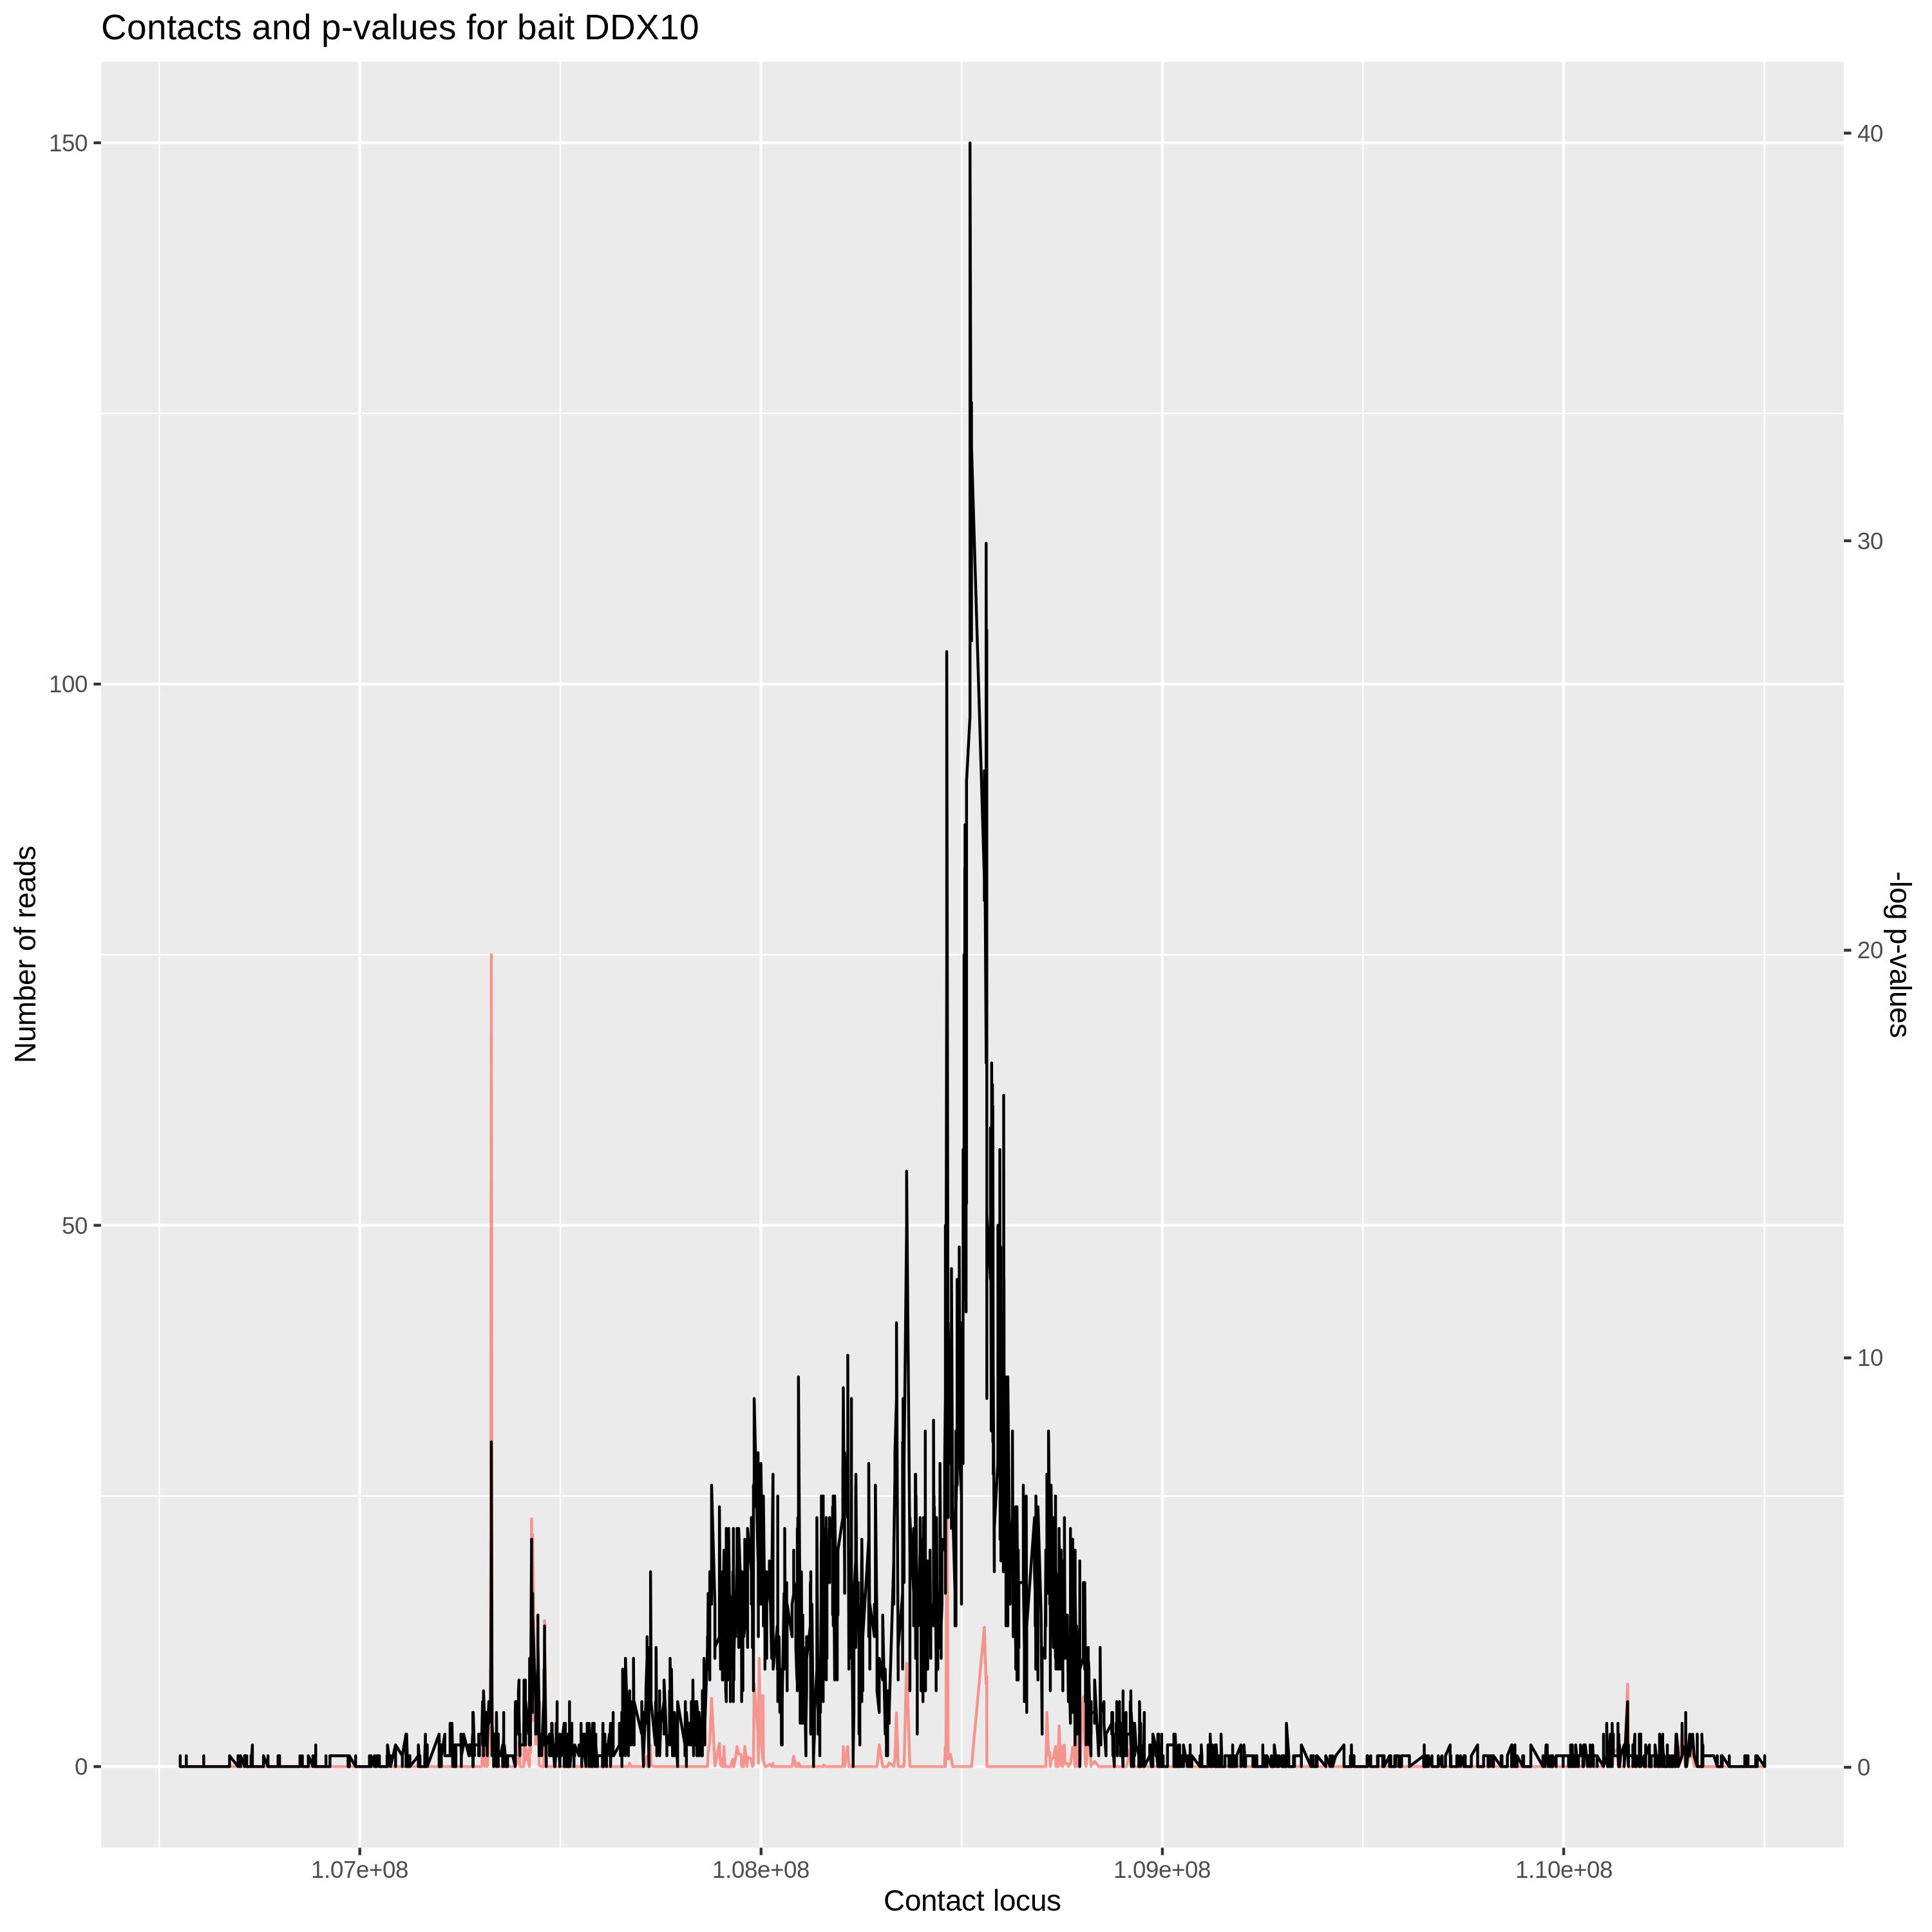 Contacts and p-values for bait DDX10
150
100
50
0
Number of reads
40
30
20
10
0
-log p-values
1.07e+08
1.08e+08
1.09e+08
1.10e+08
Contact locus